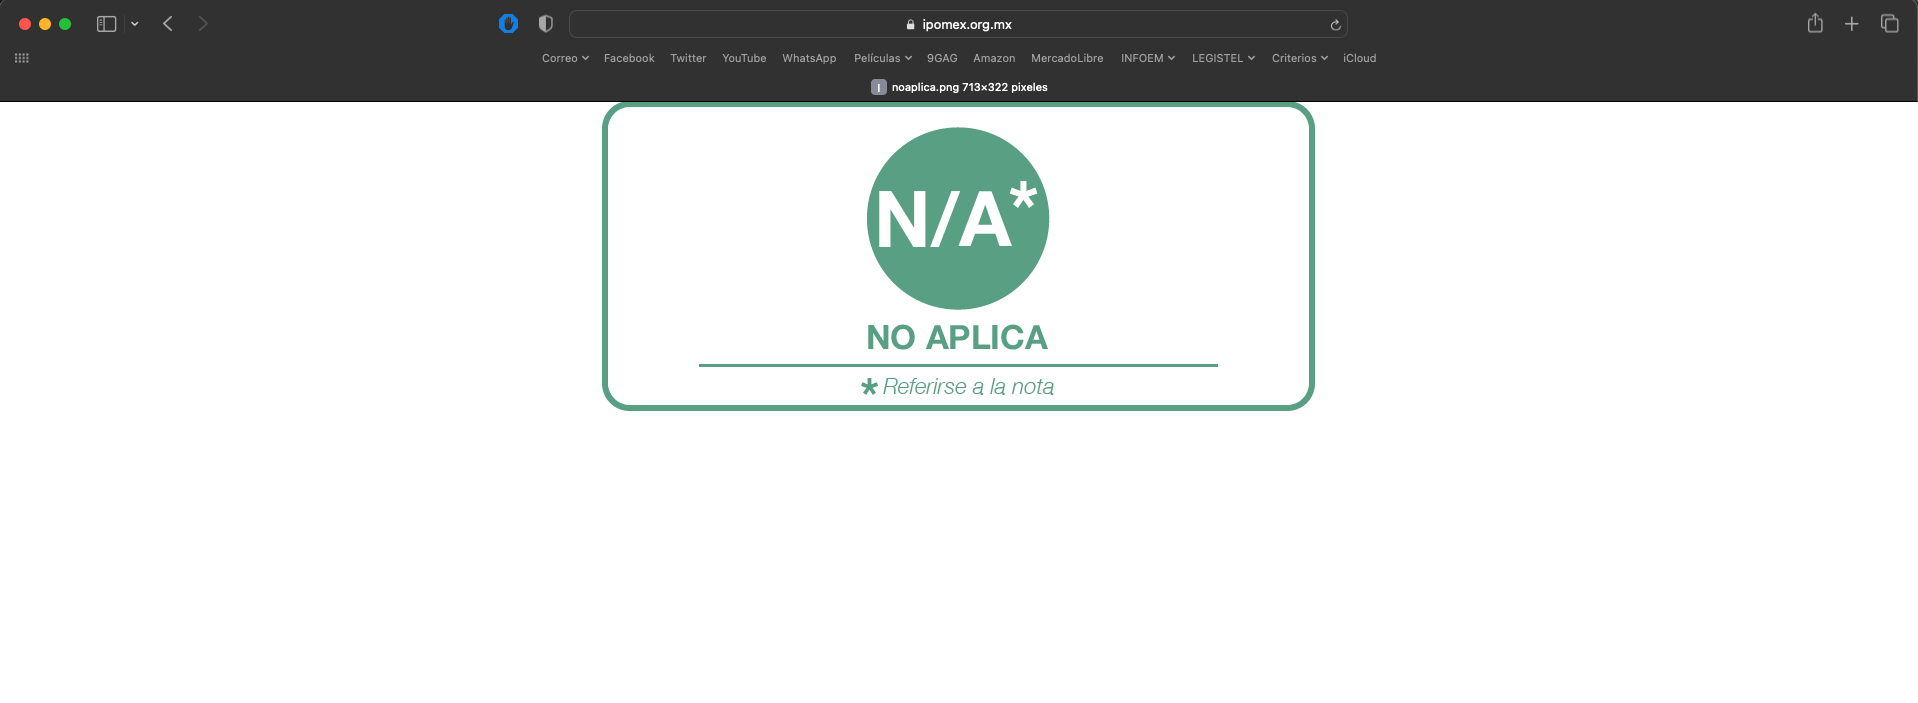 ipomex.org.mx
Correo Facebook Twitter YouTube WhatsApp Películas 9GAG Amazon MercadoLibre INFOEM LEGISTEL Criterios iCloud
I noaplica.png 713×322 pixeles
N/A*
NO APLICA
* Referirse a la nota